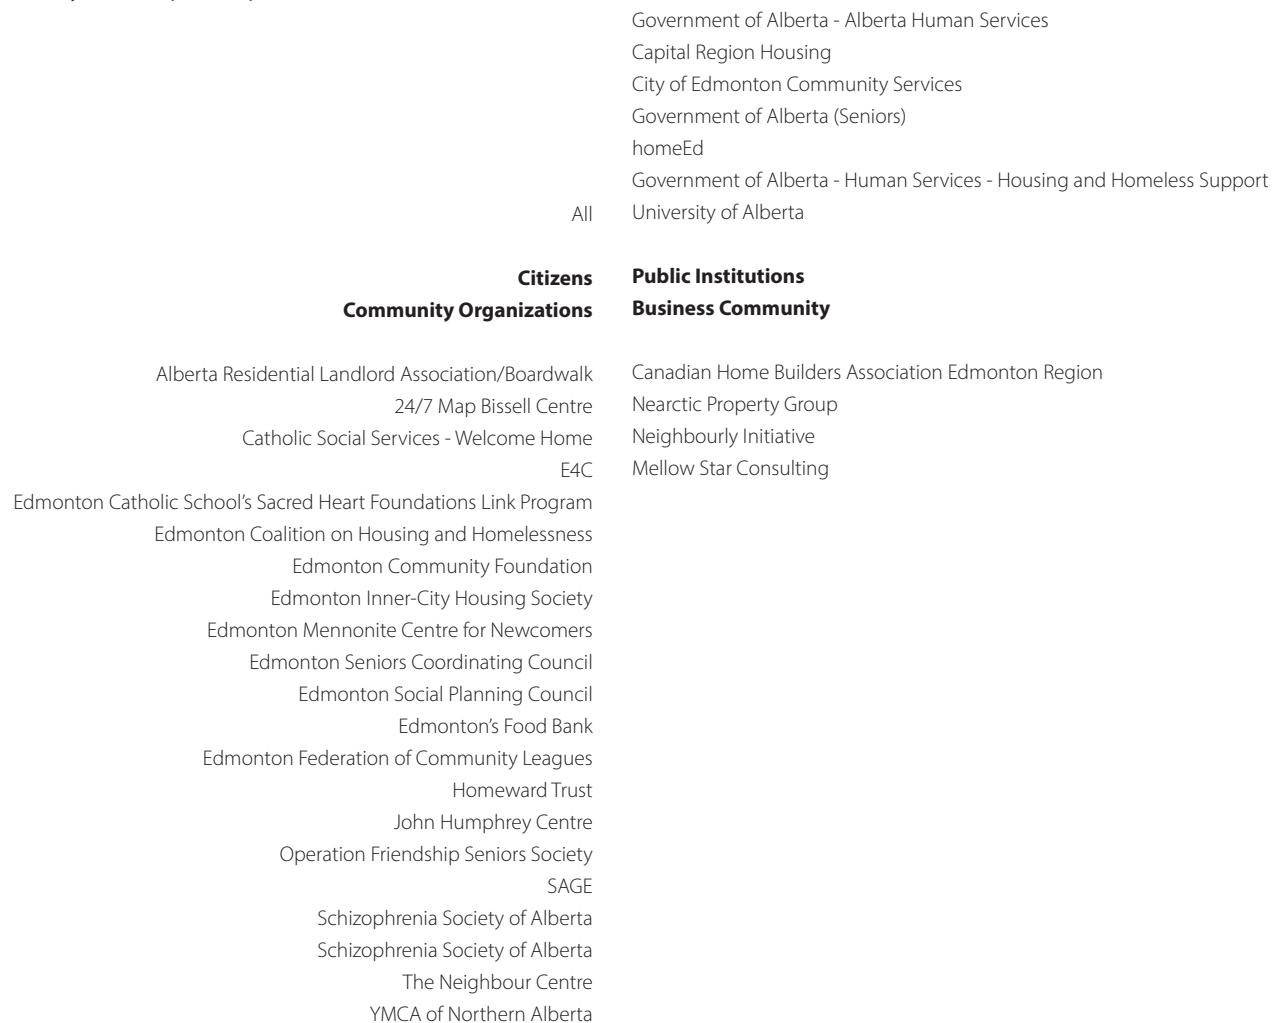 Government of Alberta - Alberta Human Services
Capital Region Housing
City of Edmonton Community Services
Government of Alberta (Seniors)
homeEd
Government of Alberta - Human Services - Housing and Homeless Support
All
University of Alberta
Citizens
Community Organizations
Public Institutions
Business Community
Alberta Residential Landlord Association/Boardwalk
24/7 Map Bissell Centre
Catholic Social Services - Welcome Home
E4C
Edmonton Catholic School’s Sacred Heart Foundations Link Program
Edmonton Coalition on Housing and Homelessness
Edmonton Community Foundation
Edmonton Inner-City Housing Society
Edmonton Mennonite Centre for Newcomers
Edmonton Seniors Coordinating Council
Edmonton Social Planning Council
Edmonton’s Food Bank
Edmonton Federation of Community Leagues
Homeward Trust
John Humphrey Centre
Operation Friendship Seniors Society
SAGE
Schizophrenia Society of Alberta
Schizophrenia Society of Alberta
The Neighbour Centre
YMCA of Northern Alberta
Canadian Home Builders Association Edmonton Region
Nearctic Property Group
Neighbourly Initiative
Mellow Star Consulting